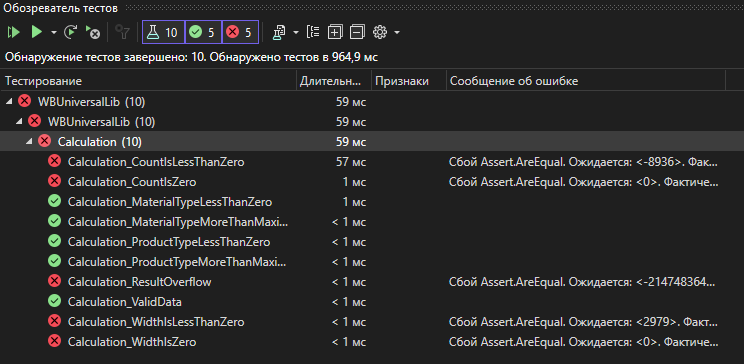 Обозреватель тестов
10 5 5
Обнаружение тестов завершено: 10. Обнаружено тестов в 964,9 мс
Тестирование Длительн... Признаки Сообщение об ошибке
WBUniversalLib (10) 59 мс
WBUniversalLib (10) 59 мс
Calculation (10) 59 мс
Calculation_CountIsLessThanZero 57 мс Сбой Assert.AreEqual. Ожидается: <-8936>. Фак...
Calculation_CountIsZero 1 мс Сбой Assert.AreEqual. Ожидается: <0>. Фактиче...
Calculation_MaterialTypeLessThanZero 1 мс
Calculation_MaterialTypeMoreThanMaxi... < 1 мс
Calculation_ProductTypeLessThanZero < 1 мс
Calculation_ProductTypeMoreThanMaxi... < 1 мс
Calculation_ResultOverflow < 1 мс Сбой Assert.AreEqual. Ожидается: <-214748364...
Calculation_ValidData < 1 мс
Calculation_WidthIsLessThanZero < 1 мс Сбой Assert.AreEqual. Ожидается: <2979>. Факт...
Calculation_WidthIsZero < 1 мс Сбой Assert.AreEqual. Ожидается: <0>. Фактиче...